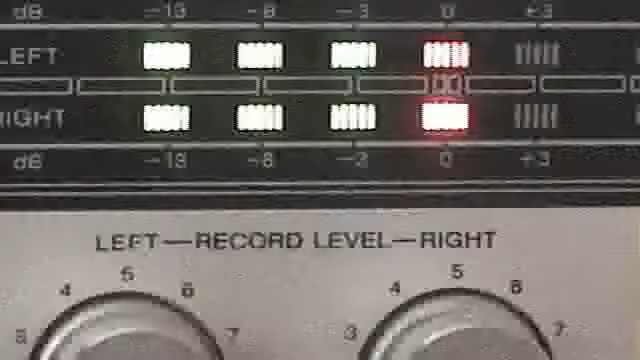 dB -13 -8 -3 0 +3
LEFT
RIGHT
dB -13 -8 -3 0 +3
LEFT—RECORD LEVEL—RIGHT
3 4 5 6 7 3 4 5 6 7